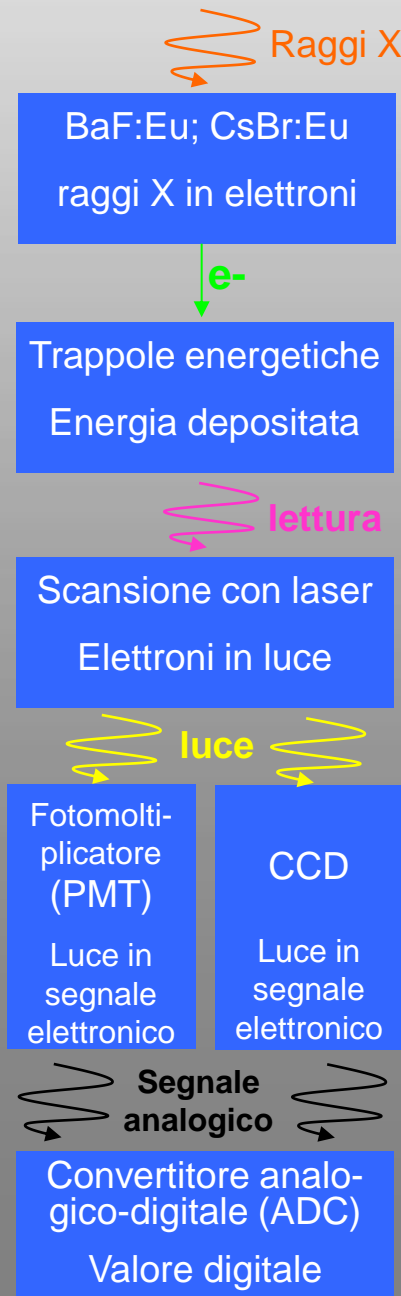 Raggi X
BaF:Eu; CsBr:Eu
raggi X in elettroni
e-
Trappole energetiche
Energia depositata
lettura
Scansione con laser
Elettroni in luce
luce
Fotomolti-
plicatore
(PMT)
Luce in
segnale
elettronico
CCD
Luce in
segnale
elettronico
Segnale
analogico
Convertitore analo-
gico-digitale (ADC)
Valore digitale